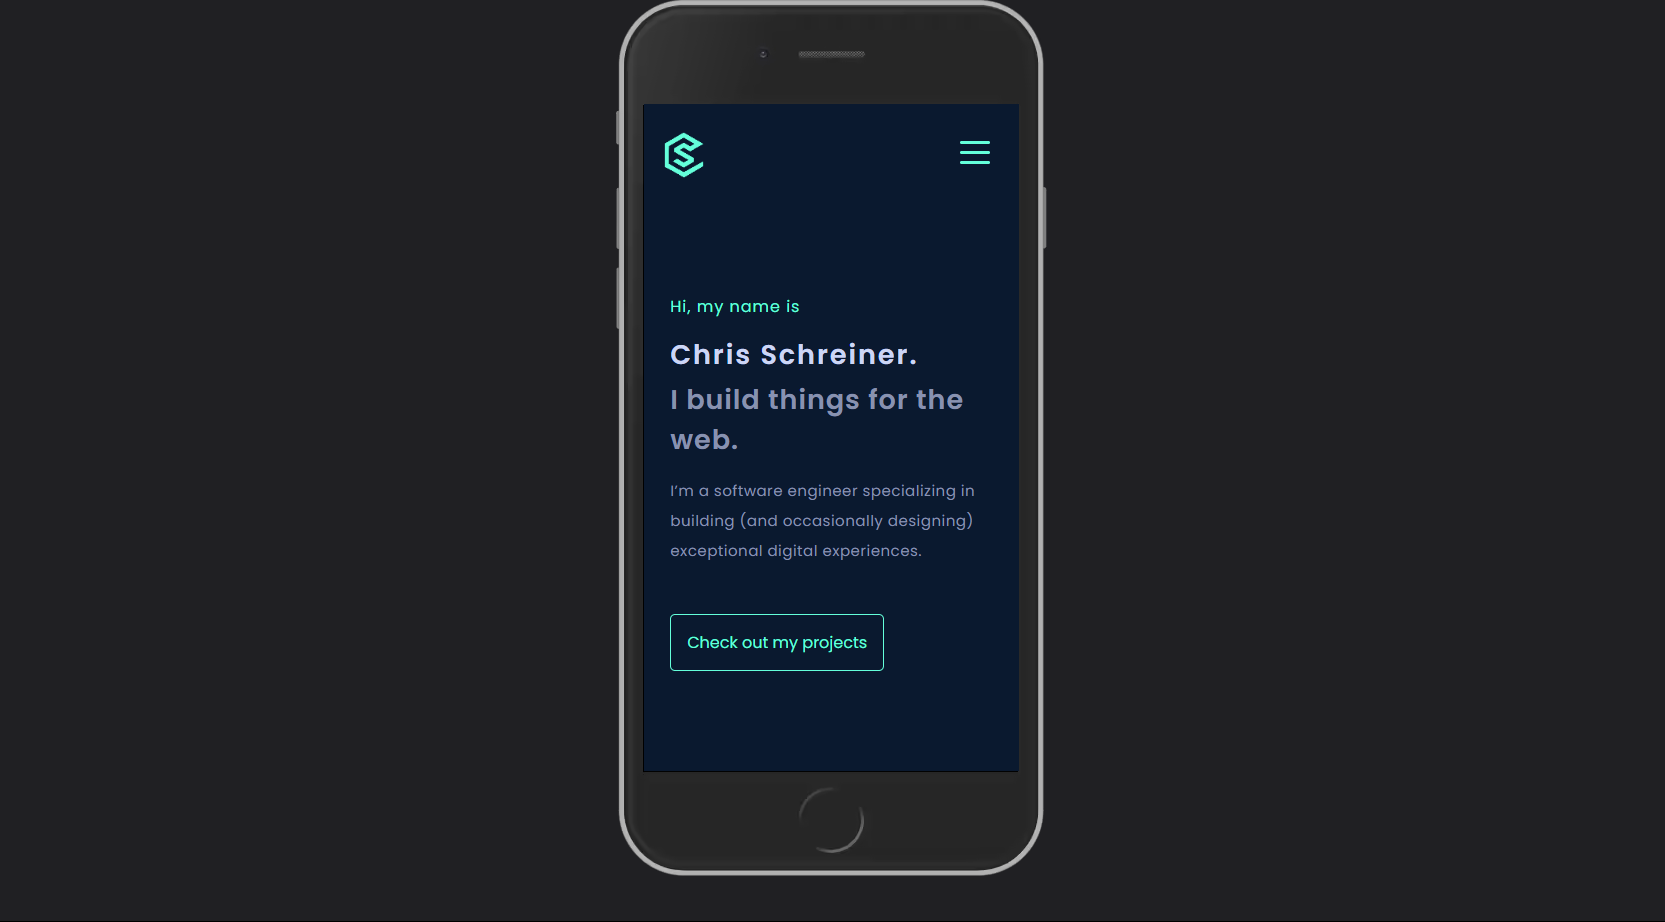 Hi, my name is
Chris Schreiner.
I build things for the
web.
I’m a software engineer specializing in
building (and occasionally designing)
exceptional digital experiences.
Check out my projects